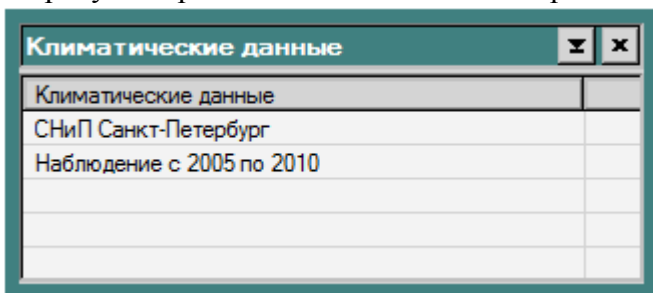 Климатические данные
Климатические данные
СНиП Санкт-Петербург
Наблюдение с 2005 по 2010